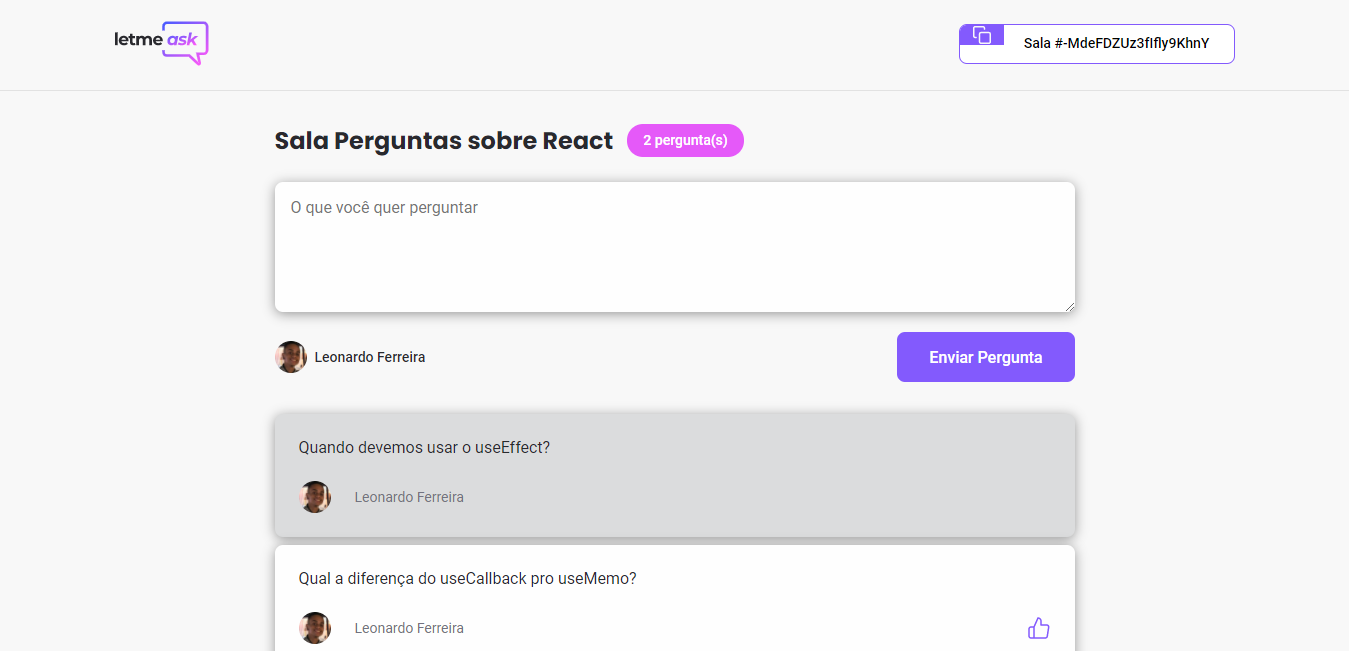 letme ask
Sala #-MdeFDZUz3fIfly9KhnY
Sala Perguntas sobre React
2 pergunta(s)
O que você quer perguntar
Leonardo Ferreira
Enviar Pergunta
Quando devemos usar o useEffect?
Leonardo Ferreira
Qual a diferença do useCallback pro useMemo?
Leonardo Ferreira